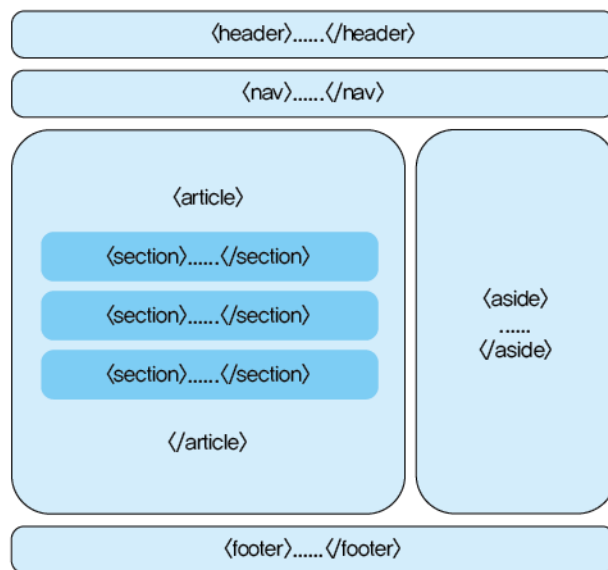 〈header〉......〈/header〉
〈nav〉......〈/nav〉
〈article〉
〈section〉......〈/section〉
〈section〉......〈/section〉
〈section〉......〈/section〉
〈/article〉
〈aside〉
......
〈/aside〉
〈footer〉......〈/footer〉